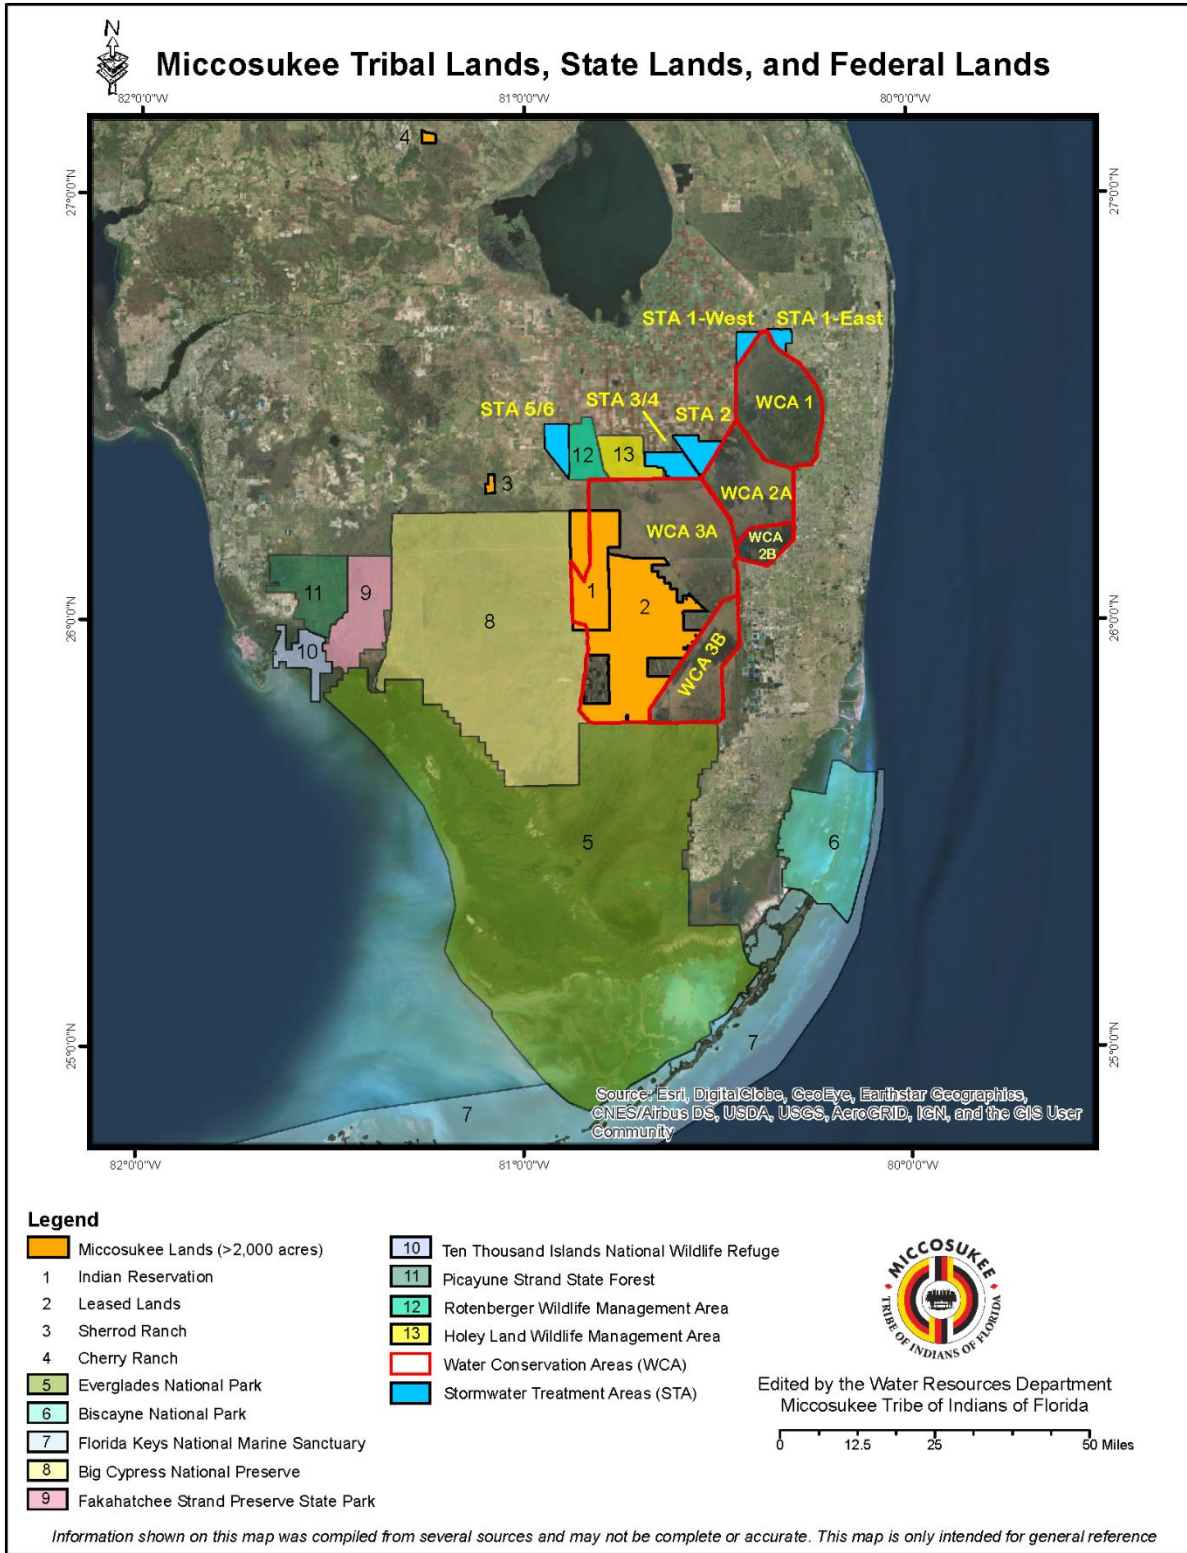 N
Miccosukee Tribal Lands, State Lands, and Federal Lands
82°0'0"W
81°0'0"W
80°0'0"W
27°0'0"N
27°0'0"N
4
STA 1-West
STA 1-East
WCA 1
STA 5/6
STA 3/4
STA 2
12
13
3
WCA 2A
WCA 3A
WCA
2B
11
9
8
1
2
26°0'0"N
26°0'0"N
10
WCA 3B
5
6
7
25°0'0"N
25°0'0"N
7
Source: Esri, DigitalGlobe, GeoEye, Earthstar Geographics,
CNES/Airbus DS, USDA, USGS, AeroGRID, IGN, and the GIS User
Community
82°0'0"W
81°0'0"W
80°0'0"W
Legend
Miccosukee Lands (>2,000 acres)
1 Indian Reservation
2 Leased Lands
3 Sherrod Ranch
4 Cherry Ranch
5 Everglades National Park
6 Biscayne National Park
7 Florida Keys National Marine Sanctuary
8 Big Cypress National Preserve
9 Fakahatchee Strand Preserve State Park
10 Ten Thousand Islands National Wildlife Refuge
11 Picayune Strand State Forest
12 Rotenberger Wildlife Management Area
13 Holey Land Wildlife Management Area
Water Conservation Areas (WCA)
Stormwater Treatment Areas (STA)
MICCOSUKEE
TRIBE OF INDIANS OF FLORIDA
Edited by the Water Resources Department
Miccosukee Tribe of Indians of Florida
0 12.5 25 50 Miles
Information shown on this map was compiled from several sources and may not be complete or accurate. This map is only intended for general reference